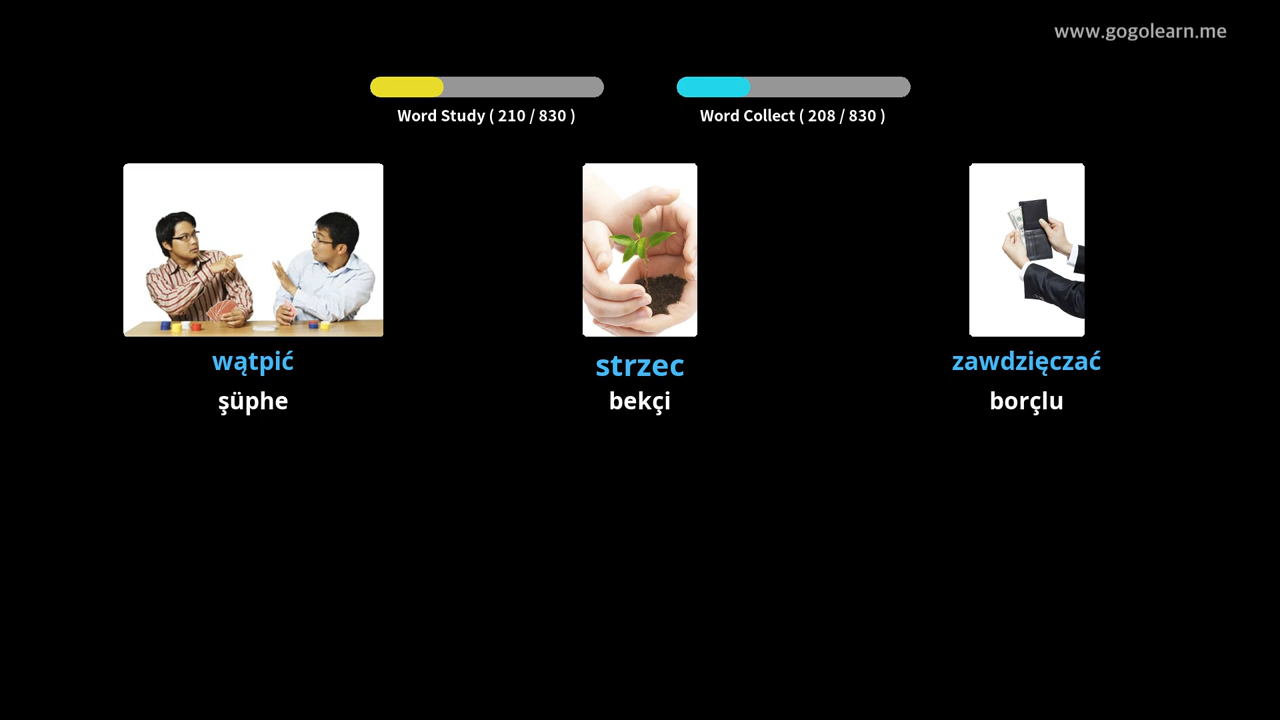 www.gogolearn.me
Word Study ( 210 / 830 )
Word Collect ( 208 / 830 )
wątpić
şüphe
strzec
bekçi
zawdzięczać
borçlu